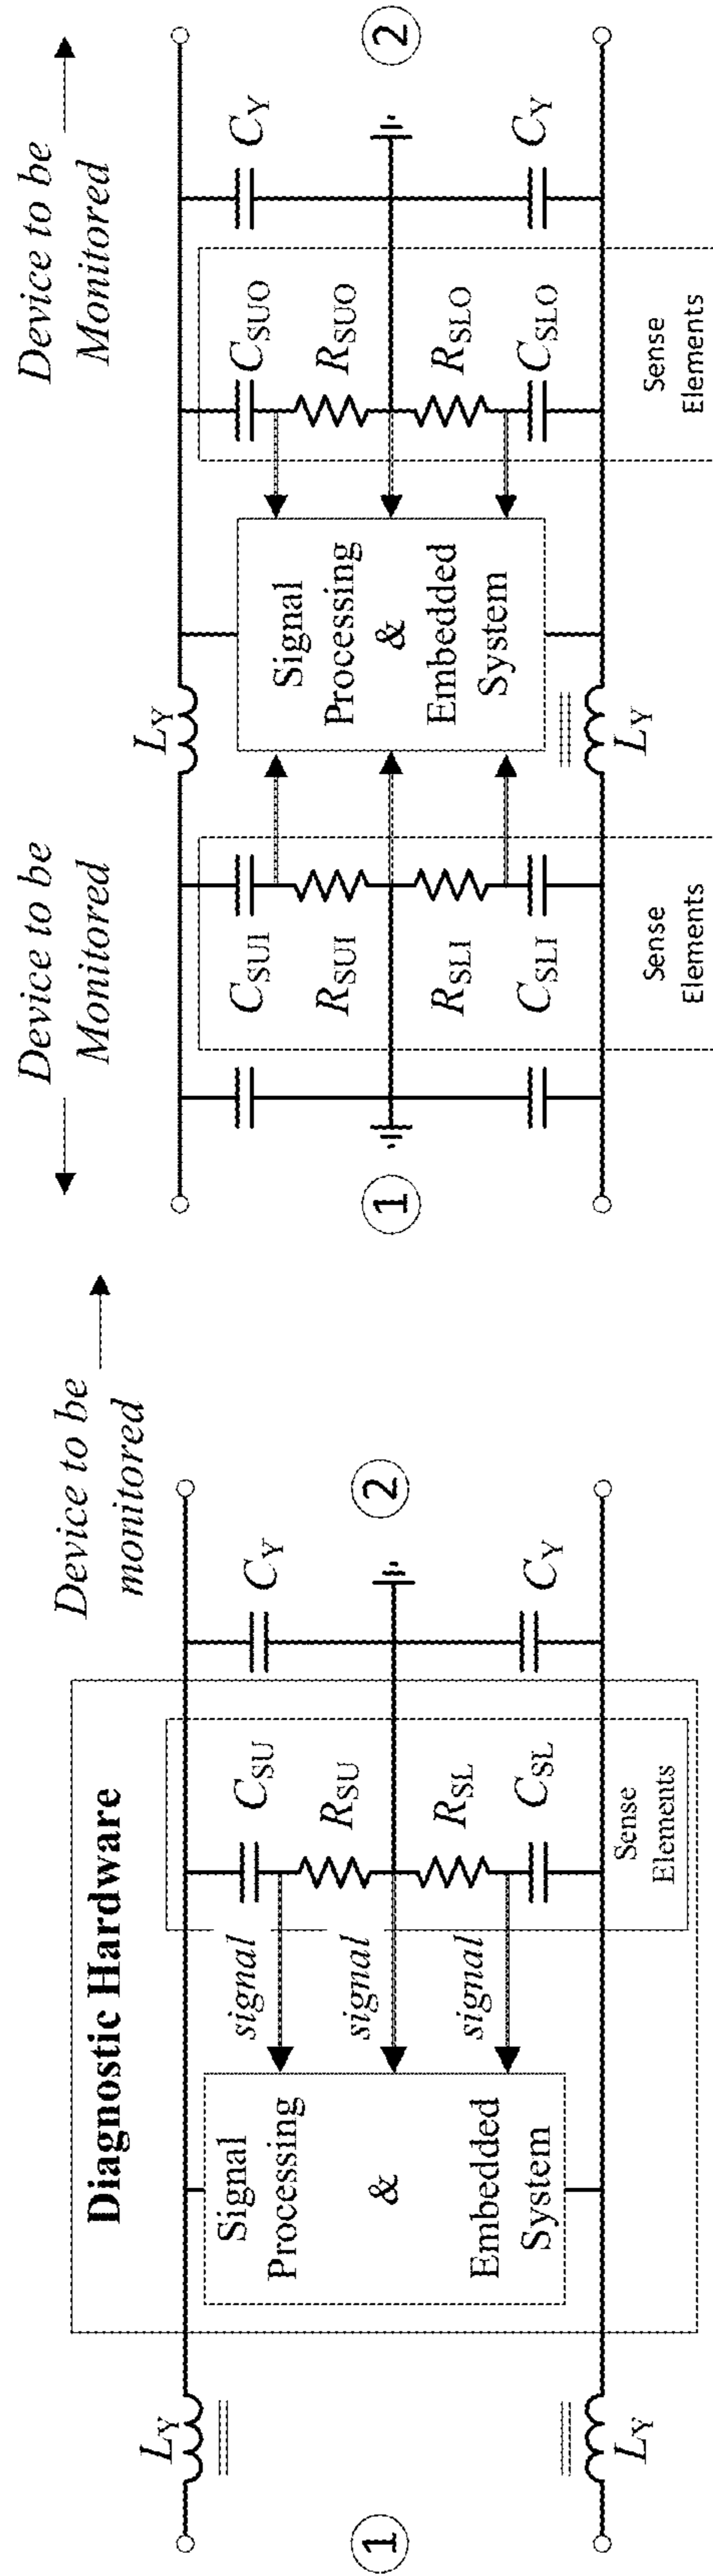 Device to be
monitored
Diagnostic Hardware
L_Y
Signal
Processing
&
Embedded
System
signal
signal
signal
C_SU
R_SU
R_SL
C_SL
Sense
Elements
C_Y
C_Y
L_Y
1
2
Device to be
Monitored
Device to be
Monitored
L_Y
C_SUI
R_SUI
R_SLI
C_SLI
Sense
Elements
Signal
Processing
&
Embedded
System
C_SUO
R_SUO
R_SLO
C_SLO
Sense
Elements
C_Y
C_Y
L_Y
1
2